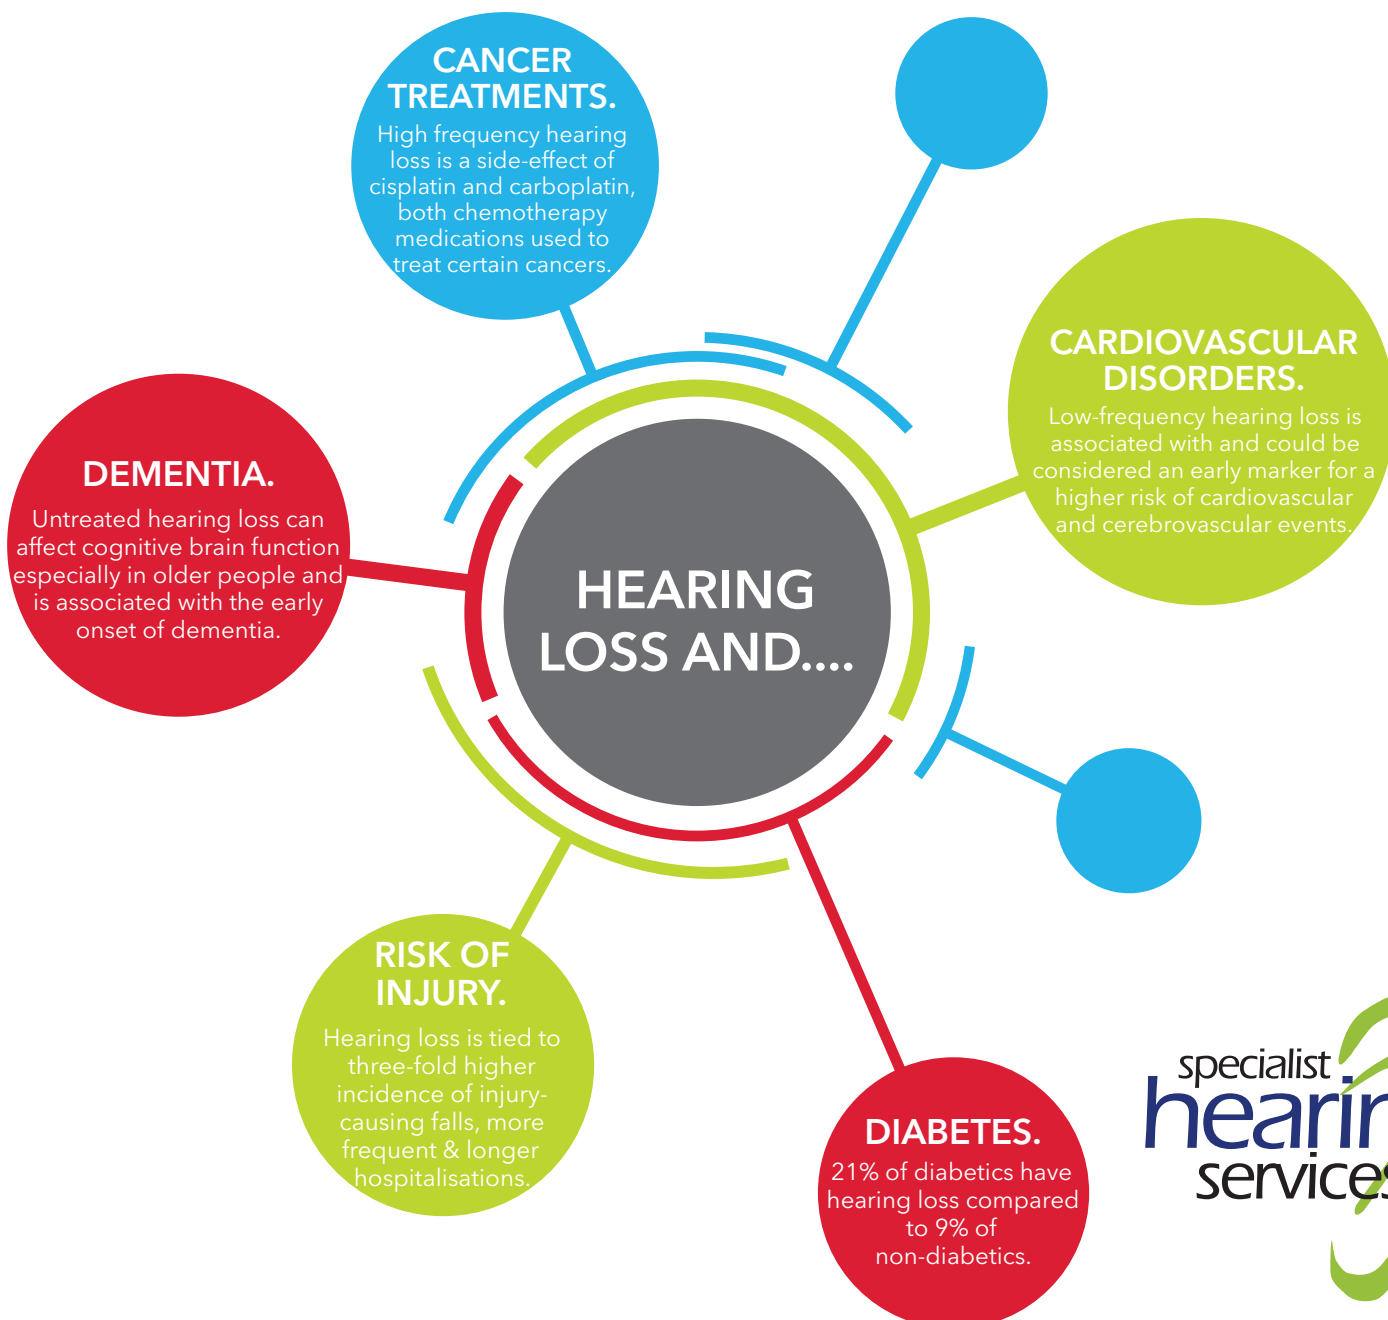 CANCER
TREATMENTS.
High frequency hearing
loss is a side-effect of
cisplatin and carboplatin,
both chemotherapy
medications used to
treat certain cancers.
CARDIOVASCULAR
DISORDERS.
Low-frequency hearing loss is
associated with and could be
considered an early marker for a
higher risk of cardiovascular
and cerebrovascular events.
DEMENTIA.
Untreated hearing loss can
affect cognitive brain function
especially in older people and
is associated with the early
onset of dementia.
HEARING
LOSS AND....
RISK OF
INJURY.
Hearing loss is tied to
three-fold higher
incidence of injury-
causing falls, more
frequent & longer
hospitalisations.
DIABETES.
21% of diabetics have
hearing loss compared
to 9% of
non-diabetics.
specialist
services